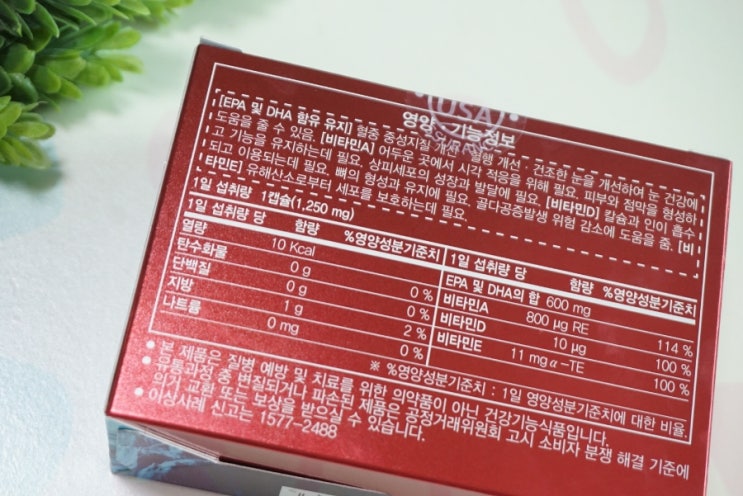 USA
영양·기능정보
[EPA 및 DHA 함유 유지] 혈중 중성지질 개선·혈행 개선·건조한 눈을 개선하여 눈 건강에
도움을 줄 수 있음. [비타민A] 어두운 곳에서 시각 적응을 위해 필요. 피부와 점막을 형성하
고 기능을 유지하는데 필요. 상피세포의 성장과 발달에 필요. [비타민D] 칼슘과 인이 흡수
되고 이용되는데 필요. 뼈의 형성과 유지에 필요. 골다공증발생 위험 감소에 도움을 줌. [비
타민E] 유해산소로부터 세포를 보호하는데 필요.
1일 섭취량 1캡슐(1,250 mg)
1일 섭취량 당 함량 %영양성분기준치
열량 10 Kcal
탄수화물 0 g 0 %
단백질 0 g 0 %
지방 1 g 2 %
나트륨 0 mg 0 %
1일 섭취량 당 함량 %영양성분기준치
EPA 및 DHA의 합 600 mg
비타민A 800 µg RE 114 %
비타민D 10 µg 100 %
비타민E 11 mg α-TE 100 %
※ %영양성분기준치 : 1일 영양성분기준치에 대한 비율.
● 본 제품은 질병 예방 및 치료를 위한 의약품이 아닌 건강기능식품입니다.
● 유통과정 중 변질되거나 파손된 제품은 공정거래위원회 고시 소비자 분쟁 해결 기준에
의거 교환 또는 보상을 받으실 수 있습니다.
● 이상사례 신고는 1577-2488